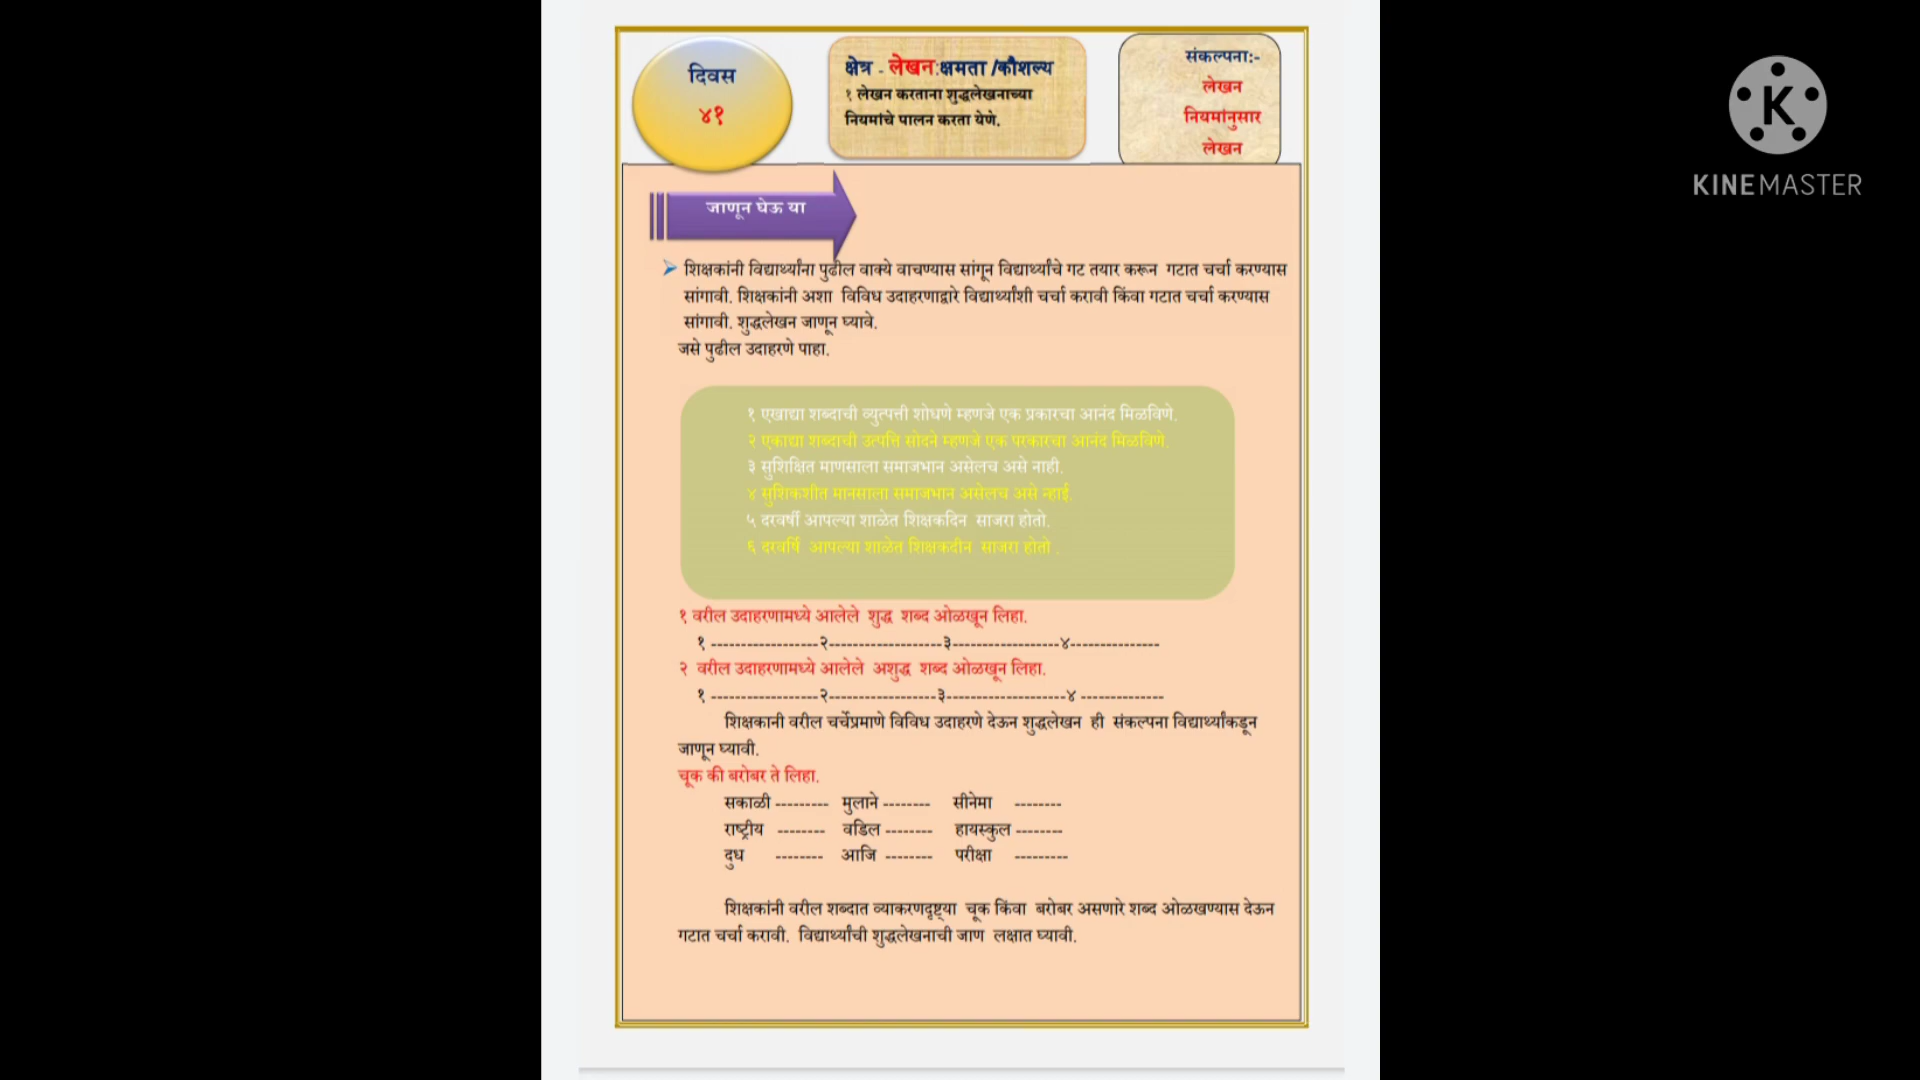 दिवस
४१
क्षेत्र - लेखन:क्षमता /कौशल्य
१ लेखन करताना शुद्धलेखनाच्या
नियमांचे पालन करता येणे.
संकल्पना:-
लेखन
नियमांनुसार
लेखन
KINEMASTER
जाणून घेऊ या
➢ शिक्षकांनी विद्यार्थ्यांना पुढील वाक्ये वाचण्यास सांगून विद्यार्थ्यांचे गट तयार करून गटात चर्चा करण्यास
सांगावी. शिक्षकांनी अशा विविध उदाहरणाद्वारे विद्यार्थ्यांशी चर्चा करावी किंवा गटात चर्चा करण्यास
सांगावी. शुद्धलेखन जाणून घ्यावे.
जसे पुढील उदाहरणे पाहा.
१ एखाद्या शब्दाची व्युत्पत्ती शोधणे म्हणजे एक प्रकारचा आनंद मिळविणे.
२ एकाद्या शब्दाची उत्पत्ति सोदने म्हणजे एक परकारचा आनंद मिळविणे.
३ सुशिक्षित माणसाला समाजभान असेलच असे नाही.
४ सुशिकशीत मानसाला समाजभान असेलच असे न्हाई.
५ दरवर्षी आपल्या शाळेत शिक्षकदिन साजरा होतो.
६ दरवर्षि आपल्या शाळेत शिक्षकदीन साजरा होतो .
१ वरील उदाहरणामध्ये आलेले शुद्ध शब्द ओळखून लिहा.
१ ------------------२-------------------३------------------४---------------
२ वरील उदाहरणामध्ये आलेले अशुद्ध शब्द ओळखून लिहा.
१ ------------------२------------------३--------------------४ --------------
शिक्षकानी वरील चर्चेप्रमाणे विविध उदाहरणे देऊन शुद्धलेखन ही संकल्पना विद्यार्थ्यांकडून
जाणून घ्यावी.
चूक की बरोबर ते लिहा.
सकाळी --------- मुलाने -------- सीनेमा --------
राष्ट्रीय -------- वडिल -------- हायस्कुल --------
दुध -------- आजि -------- परीक्षा ---------
शिक्षकांनी वरील शब्दात व्याकरणदृष्ट्या चूक किंवा बरोबर असणारे शब्द ओळखण्यास देऊन
गटात चर्चा करावी. विद्यार्थ्यांची शुद्धलेखनाची जाण लक्षात घ्यावी.